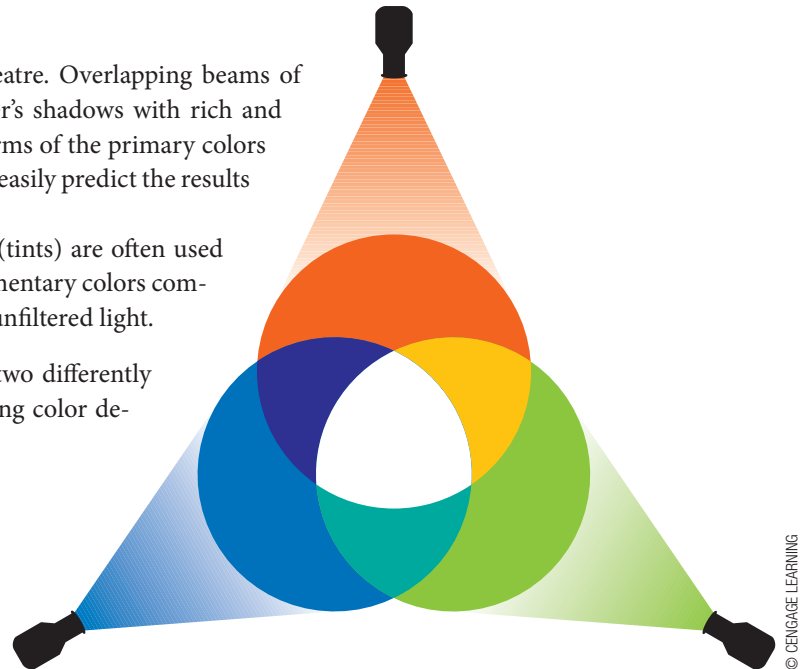 eatre. Overlapping beams of
er’s shadows with rich and
rms of the primary colors
easily predict the results
(tints) are often used
mentary colors com-
unfiltered light.
two differently
ng color de-
© CENGAGE LEARNING